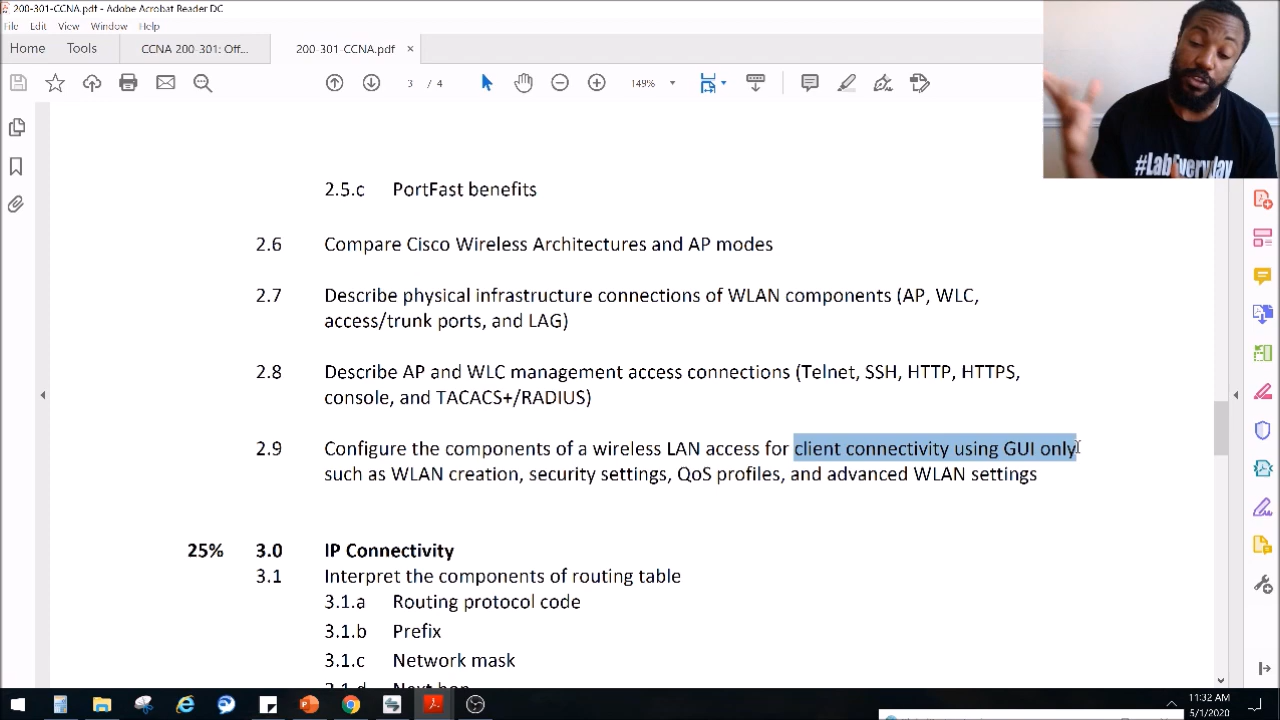 200-301-CCNA.pdf - Adobe Acrobat Reader DC
File Edit View Window Help
Home Tools CCNA 200-301: Off... 200-301-CCNA.pdf ×
3 / 4 149%
#LabEveryday
2.5.c PortFast benefits
2.6 Compare Cisco Wireless Architectures and AP modes
2.7 Describe physical infrastructure connections of WLAN components (AP, WLC,
access/trunk ports, and LAG)
2.8 Describe AP and WLC management access connections (Telnet, SSH, HTTP, HTTPS,
console, and TACACS+/RADIUS)
2.9 Configure the components of a wireless LAN access for client connectivity using GUI only
such as WLAN creation, security settings, QoS profiles, and advanced WLAN settings
25% 3.0 IP Connectivity
3.1 Interpret the components of routing table
3.1.a Routing protocol code
3.1.b Prefix
3.1.c Network mask
3.1.d Next hop
11:32 AM
5/1/2020